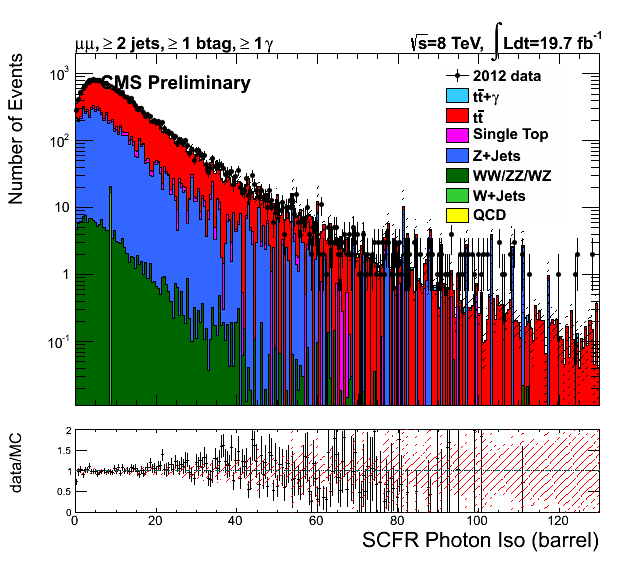 μμ, ≥ 2 jets, ≥ 1 btag, ≥ 1 γ
√s=8 TeV, ∫Ldt=19.7 fb⁻¹
CMS Preliminary
Number of Events
10³
10²
10
1
10⁻¹
2012 data
tt̄+γ
tt̄
Single Top
Z+Jets
WW/ZZ/WZ
W+Jets
QCD
data/MC
2
1.5
1
0.5
0
0 20 40 60 80 100 120
SCFR Photon Iso (barrel)